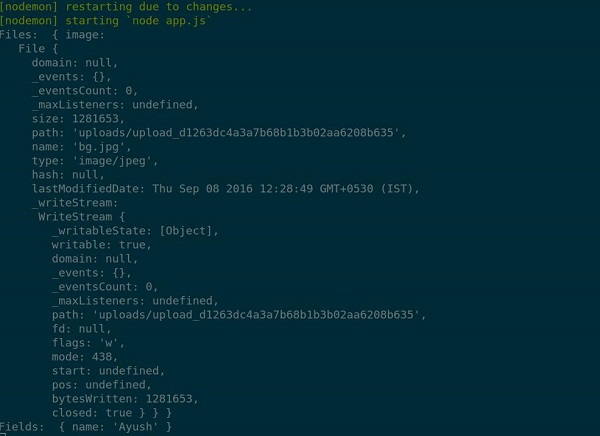 [nodemon] restarting due to changes...
[nodemon] starting `node app.js`
Files:  { image:
   File {
     domain: null,
     _events: {},
     _eventsCount: 0,
     _maxListeners: undefined,
     size: 1281653,
     path: 'uploads/upload_d1263dc4a3a7b68b1b3b02aa6208b635',
     name: 'bg.jpg',
     type: 'image/jpeg',
     hash: null,
     lastModifiedDate: Thu Sep 08 2016 12:28:49 GMT+0530 (IST),
     _writeStream:
      WriteStream {
        _writableState: [Object],
        writable: true,
        domain: null,
        _events: {},
        _eventsCount: 0,
        _maxListeners: undefined,
        path: 'uploads/upload_d1263dc4a3a7b68b1b3b02aa6208b635',
        fd: null,
        flags: 'w',
        mode: 438,
        start: undefined,
        pos: undefined,
        bytesWritten: 1281653,
        closed: true } } }
Fields:  { name: 'Ayush' }